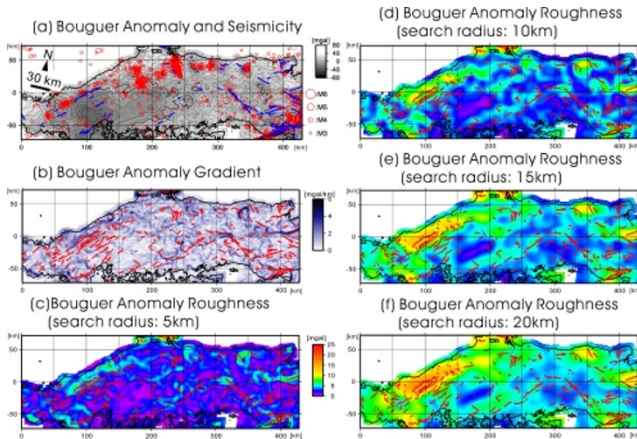 (a) Bouguer Anomaly and Seismicity
[mgal]
80
60
40
20
0
-20
-40
-60
-80
N
30 km
:M6
:M5
:M4
:M3
[km]
50
0
-50
0 100 200 300 400 [km]
(b) Bouguer Anomaly Gradient
[mgal/km]
6
4
2
0
[km]
50
0
-50
0 100 200 300 400 [km]
(c)Bouguer Anomaly Roughness
(search radius: 5km)
[mgal]
25
20
15
10
5
0
[km]
50
0
-50
0 100 200 300 400 [km]
(d) Bouguer Anomaly Roughness
(search radius: 10km)
[km]
50
0
-50
0 100 200 300 400 [km]
(e) Bouguer Anomaly Roughness
(search radius: 15km)
[km]
50
0
-50
0 100 200 300 400 [km]
(f) Bouguer Anomaly Roughness
(search radius: 20km)
[km]
50
0
-50
0 100 200 300 400 [km]